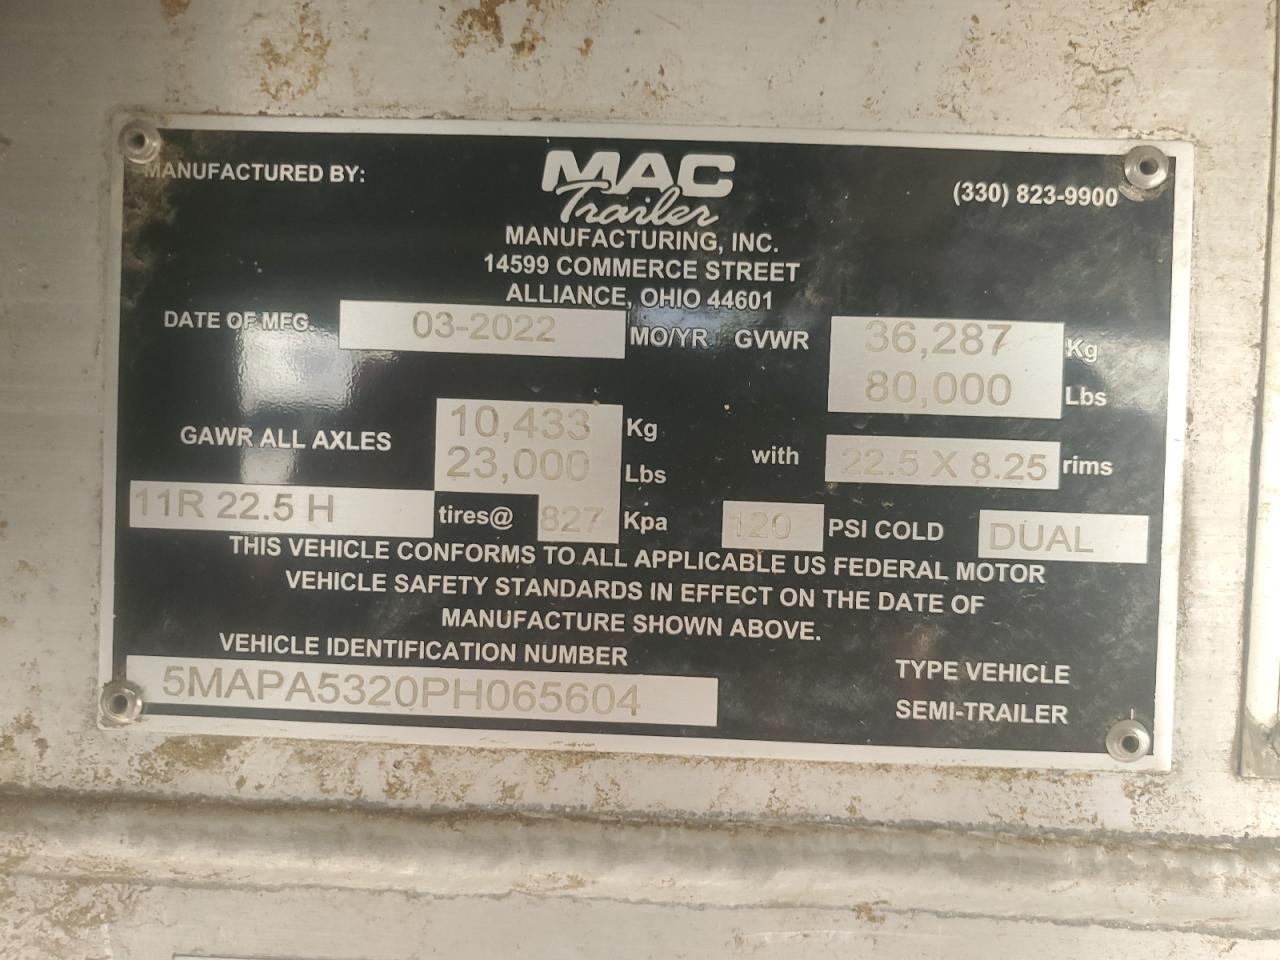 MANUFACTURED BY:
MAC
Trailer
(330) 823-9900
MANUFACTURING, INC.
14599 COMMERCE STREET
ALLIANCE, OHIO 44601
DATE OF MFG. 03-2022 MO/YR GVWR 36,287 Kg
80,000 Lbs
GAWR ALL AXLES 10,433 Kg
23,000 Lbs
with 22.5 X 8.25 rims
11R 22.5 H tires@ 827 Kpa 120 PSI COLD DUAL
THIS VEHICLE CONFORMS TO ALL APPLICABLE US FEDERAL MOTOR
VEHICLE SAFETY STANDARDS IN EFFECT ON THE DATE OF
MANUFACTURE SHOWN ABOVE.
VEHICLE IDENTIFICATION NUMBER
5MAPA5320PH065604
TYPE VEHICLE
SEMI-TRAILER